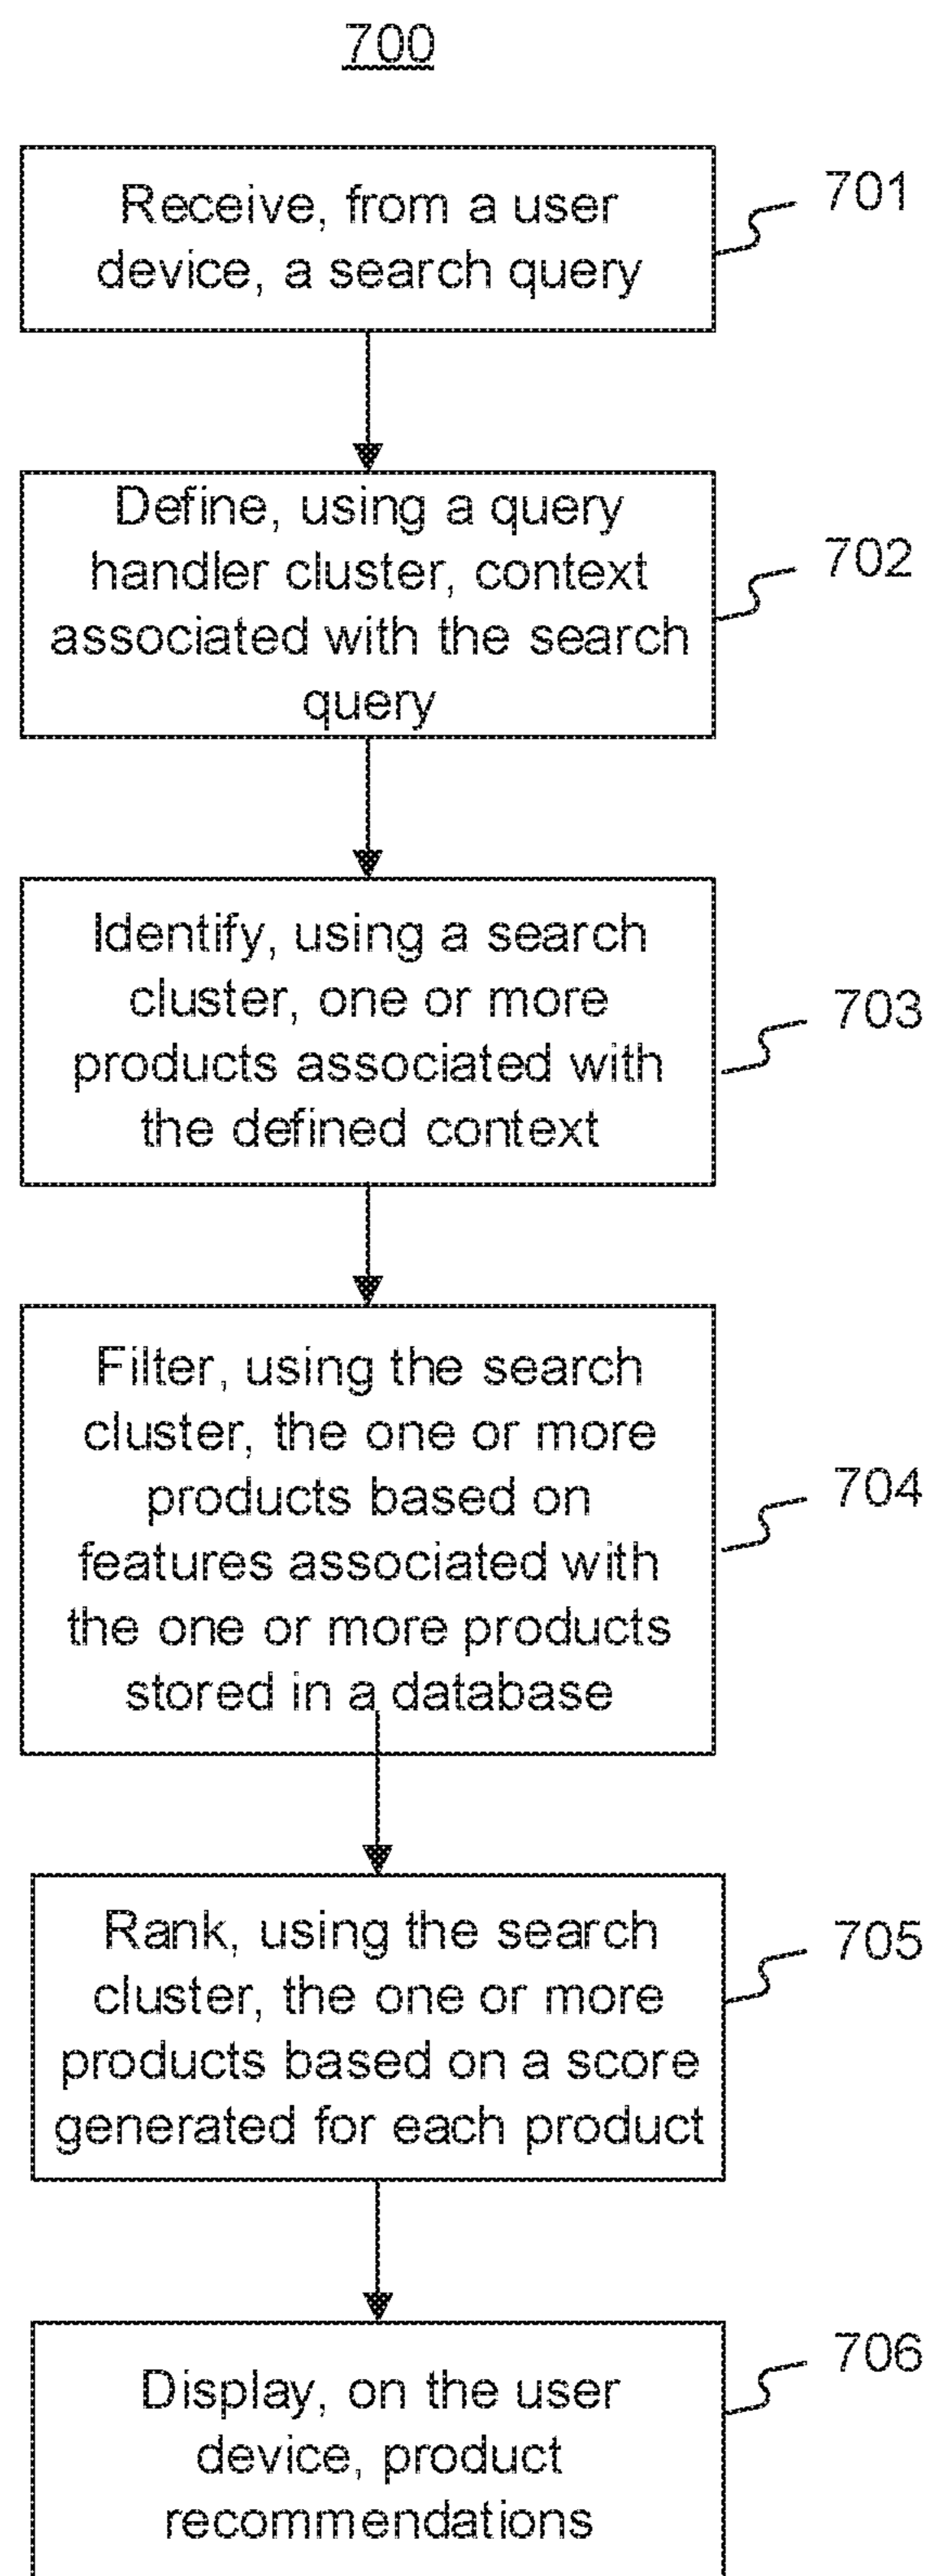 700
Receive, from a user
device, a search query
701
Define, using a query
handler cluster, context
associated with the search
query
702
Identify, using a search
cluster, one or more
products associated with
the defined context
703
Filter, using the search
cluster, the one or more
products based on
features associated with
the one or more products
stored in a database
704
Rank, using the search
cluster, the one or more
products based on a score
generated for each product
705
Display, on the user
device, product
recommendations
706